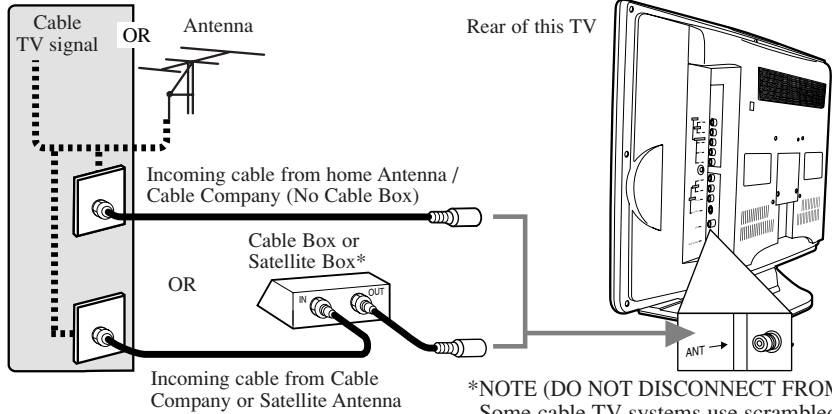 Cable
TV signal
OR
Antenna
Rear of this TV
Incoming cable from home Antenna /
Cable Company (No Cable Box)
Cable Box or
Satellite Box*
OR
IN
OUT
ANT
Incoming cable from Cable
Company or Satellite Antenna
*NOTE (DO NOT DISCONNECT FROM
Some cable TV systems use scrambled